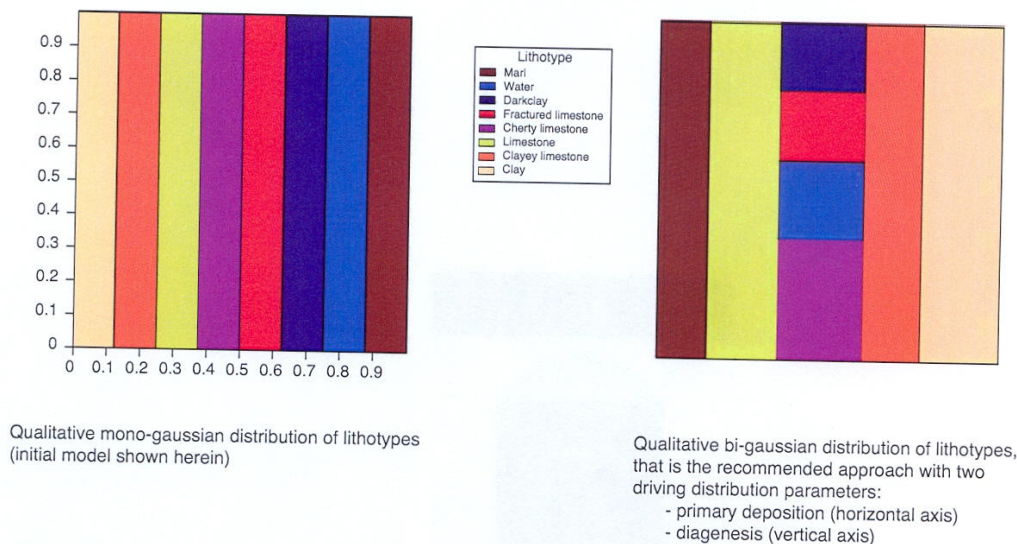 0.9
0.8
0.7
0.6
0.5
0.4
0.3
0.2
0.1
0
0 0.1 0.2 0.3 0.4 0.5 0.6 0.7 0.8 0.9
Lithotype
Marl
Water
Darkclay
Fractured limestone
Cherty limestone
Limestone
Clayey limestone
Clay
Qualitative mono-gaussian distribution of lithotypes
(initial model shown herein)
Qualitative bi-gaussian distribution of lithotypes,
that is the recommended approach with two
driving distribution parameters:
- primary deposition (horizontal axis)
- diagenesis (vertical axis)